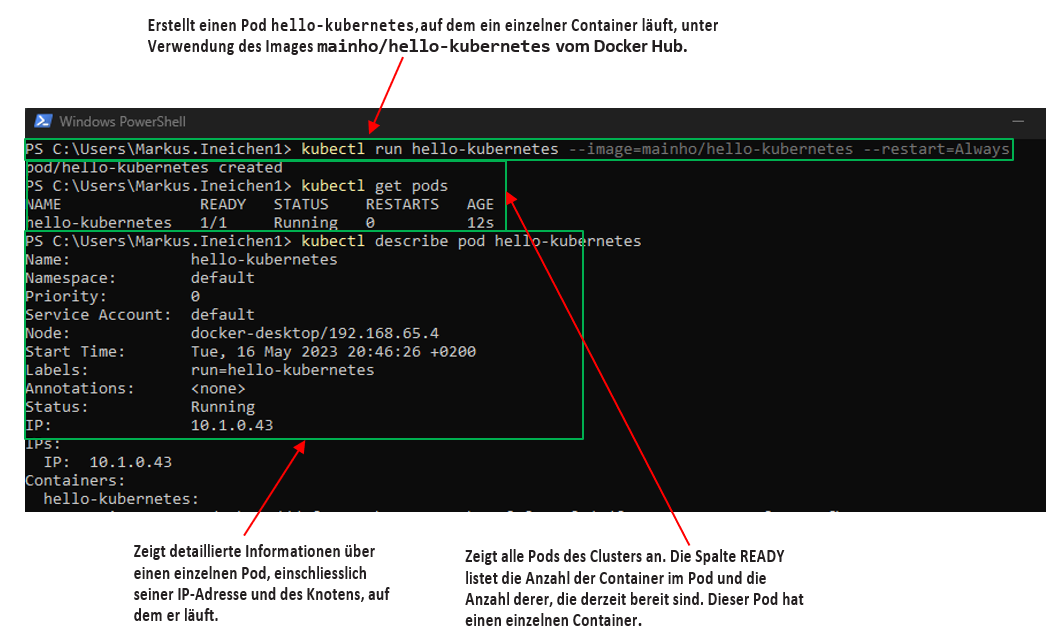 Erstellt einen Pod hello-kubernetes, auf dem ein einzelner Container läuft, unter
Verwendung des Images mainho/hello-kubernetes vom Docker Hub.
Windows PowerShell
PS C:\Users\Markus.Ineichen1> kubectl run hello-kubernetes --image=mainho/hello-kubernetes --restart=Always
pod/hello-kubernetes created
PS C:\Users\Markus.Ineichen1> kubectl get pods
NAME READY STATUS RESTARTS AGE
hello-kubernetes 1/1 Running 0 12s
PS C:\Users\Markus.Ineichen1> kubectl describe pod hello-kubernetes
Name: hello-kubernetes
Namespace: default
Priority: 0
Service Account: default
Node: docker-desktop/192.168.65.4
Start Time: Tue, 16 May 2023 20:46:26 +0200
Labels: run=hello-kubernetes
Annotations: <none>
Status: Running
IP: 10.1.0.43
IPs:
IP: 10.1.0.43
Containers:
hello-kubernetes:
Zeigt detaillierte Informationen über
einen einzelnen Pod, einschliesslich
seiner IP-Adresse und des Knotens, auf
dem er läuft.
Zeigt alle Pods des Clusters an. Die Spalte READY
listet die Anzahl der Container im Pod und die
Anzahl derer, die derzeit bereit sind. Dieser Pod hat
einen einzelnen Container.